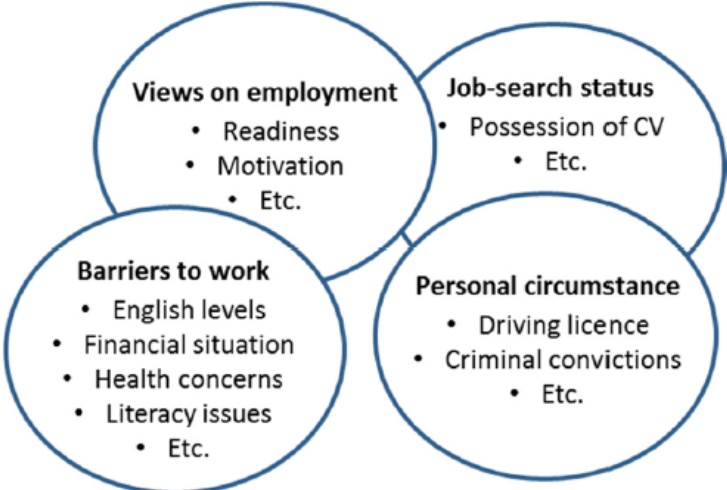 Views on employment
• Readiness
• Motivation
• Etc.
Job-search status
• Possession of CV
• Etc.
Barriers to work
• English levels
• Financial situation
• Health concerns
• Literacy issues
• Etc.
Personal circumstance
• Driving licence
• Criminal convictions
• Etc.